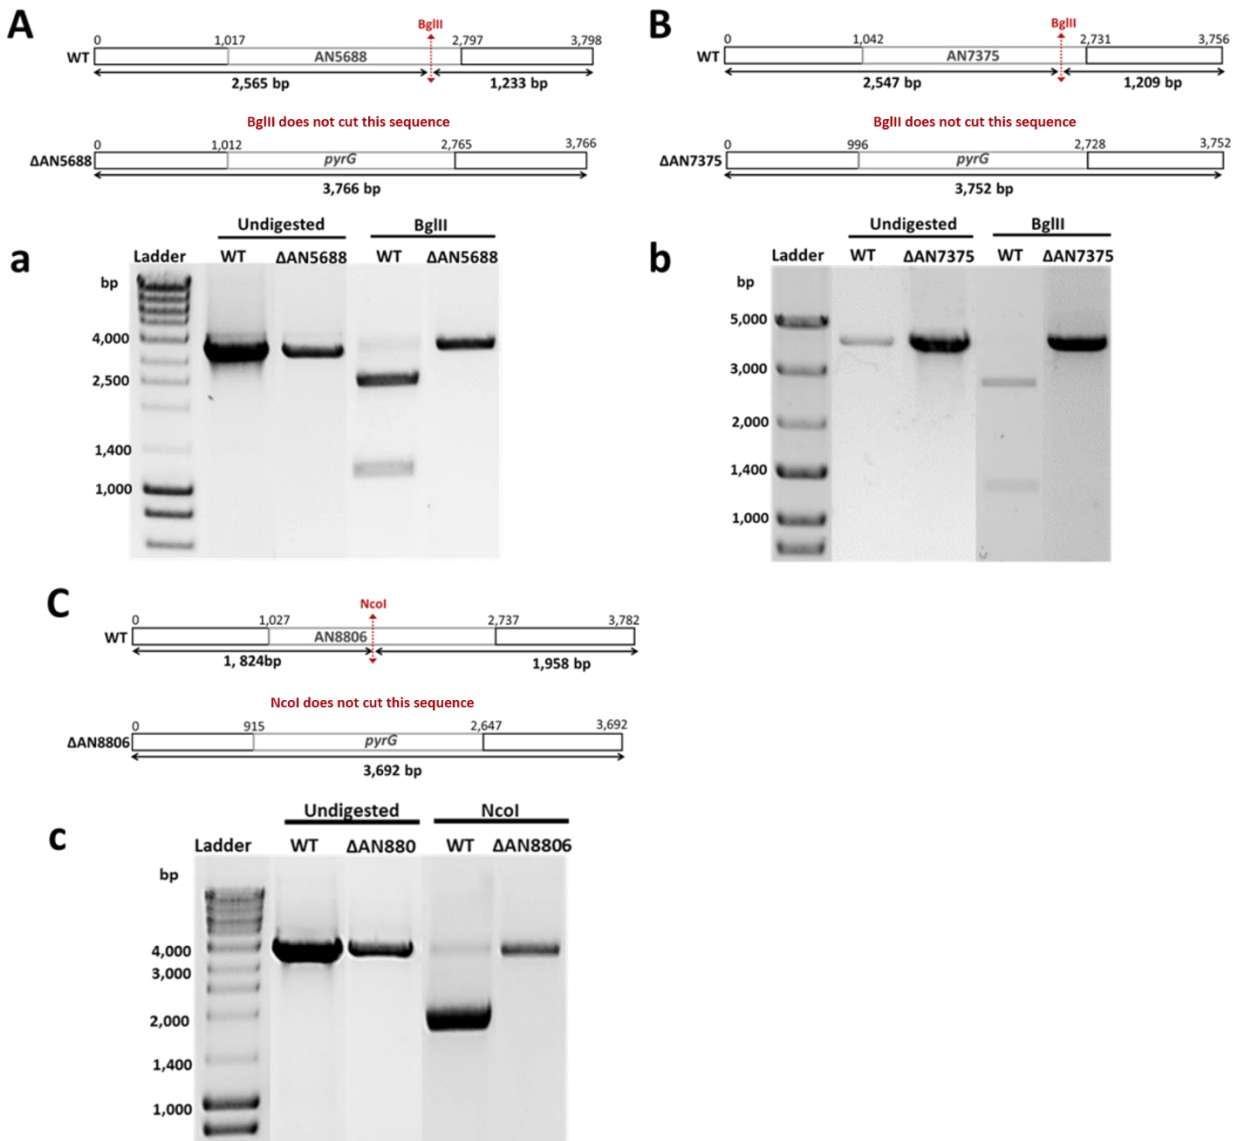 A
BglII
0 1,017 2,797 3,798
WT AN5688
2,565 bp 1,233 bp
BglII does not cut this sequence
0 1,012 2,765 3,766
ΔAN5688 pyrG
3,766 bp
B
BglII
0 1,042 2,731 3,756
WT AN7375
2,547 bp 1,209 bp
BglII does not cut this sequence
0 996 2,728 3,752
ΔAN7375 pyrG
3,752 bp
a
Undigested BglII
Ladder WT ΔAN5688 WT ΔAN5688
bp
4,000
2,500
1,400
1,000
b
Undigested BglII
Ladder WT ΔAN7375 WT ΔAN7375
bp
5,000
3,000
2,000
1,400
1,000
C
NcoI
0 1,027 2,737 3,782
WT AN8806
1, 824bp 1,958 bp
NcoI does not cut this sequence
0 915 2,647 3,692
ΔAN8806 pyrG
3,692 bp
c
Undigested NcoI
Ladder WT ΔAN880 WT ΔAN8806
bp
4,000
3,000
2,000
1,400
1,000